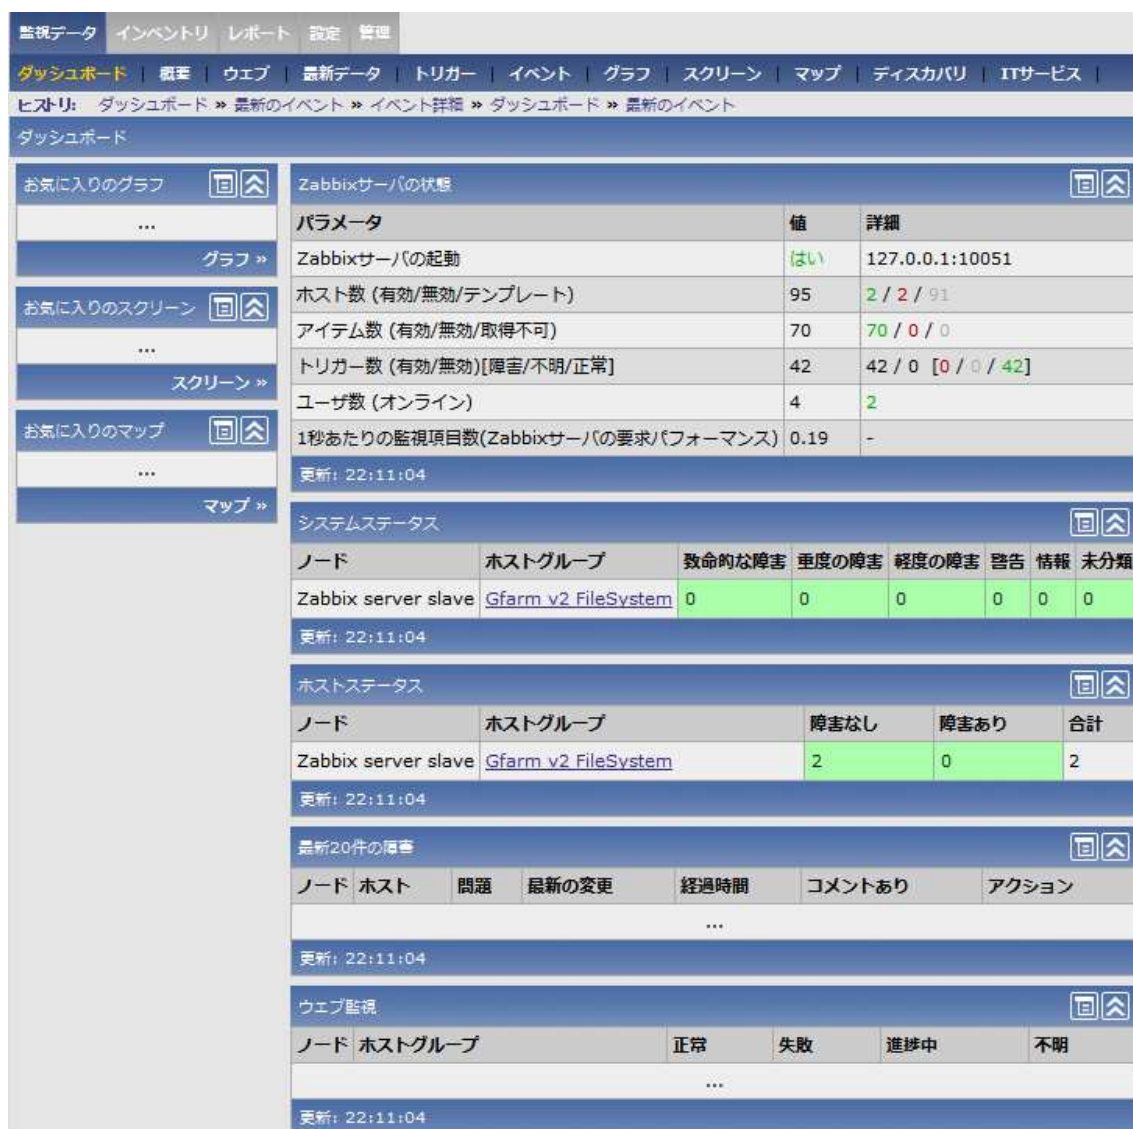 監視データ インベントリ レポート 設定 管理
ダッシュボード | 概要 | ウェブ | 最新データ | トリガー | イベント | グラフ | スクリーン | マップ | ディスカバリ | ITサービス |
ヒストリ: ダッシュボード » 最新のイベント » イベント詳細 » ダッシュボード » 最新のイベント
ダッシュボード
お気に入りのグラフ
...
グラフ »
お気に入りのスクリーン
...
スクリーン »
お気に入りのマップ
...
マップ »
Zabbixサーバの状態
パラメータ 値 詳細
Zabbixサーバの起動 はい 127.0.0.1:10051
ホスト数 (有効/無効/テンプレート) 95 2 / 2 / 91
アイテム数 (有効/無効/取得不可) 70 70 / 0 / 0
トリガー数 (有効/無効)[障害/不明/正常] 42 42 / 0 [0 / 0 / 42]
ユーザ数 (オンライン) 4 2
1秒あたりの監視項目数(Zabbixサーバの要求パフォーマンス) 0.19 -
更新: 22:11:04
システムステータス
ノード ホストグループ 致命的な障害 重度の障害 軽度の障害 警告 情報 未分類
Zabbix server slave Gfarm v2 FileSystem 0 0 0 0 0 0
更新: 22:11:04
ホストステータス
ノード ホストグループ 障害なし 障害あり 合計
Zabbix server slave Gfarm v2 FileSystem 2 0 2
更新: 22:11:04
最新20件の障害
ノード ホスト 問題 最新の変更 経過時間 コメントあり アクション
...
更新: 22:11:04
ウェブ監視
ノード ホストグループ 正常 失敗 進捗中 不明
...
更新: 22:11:04